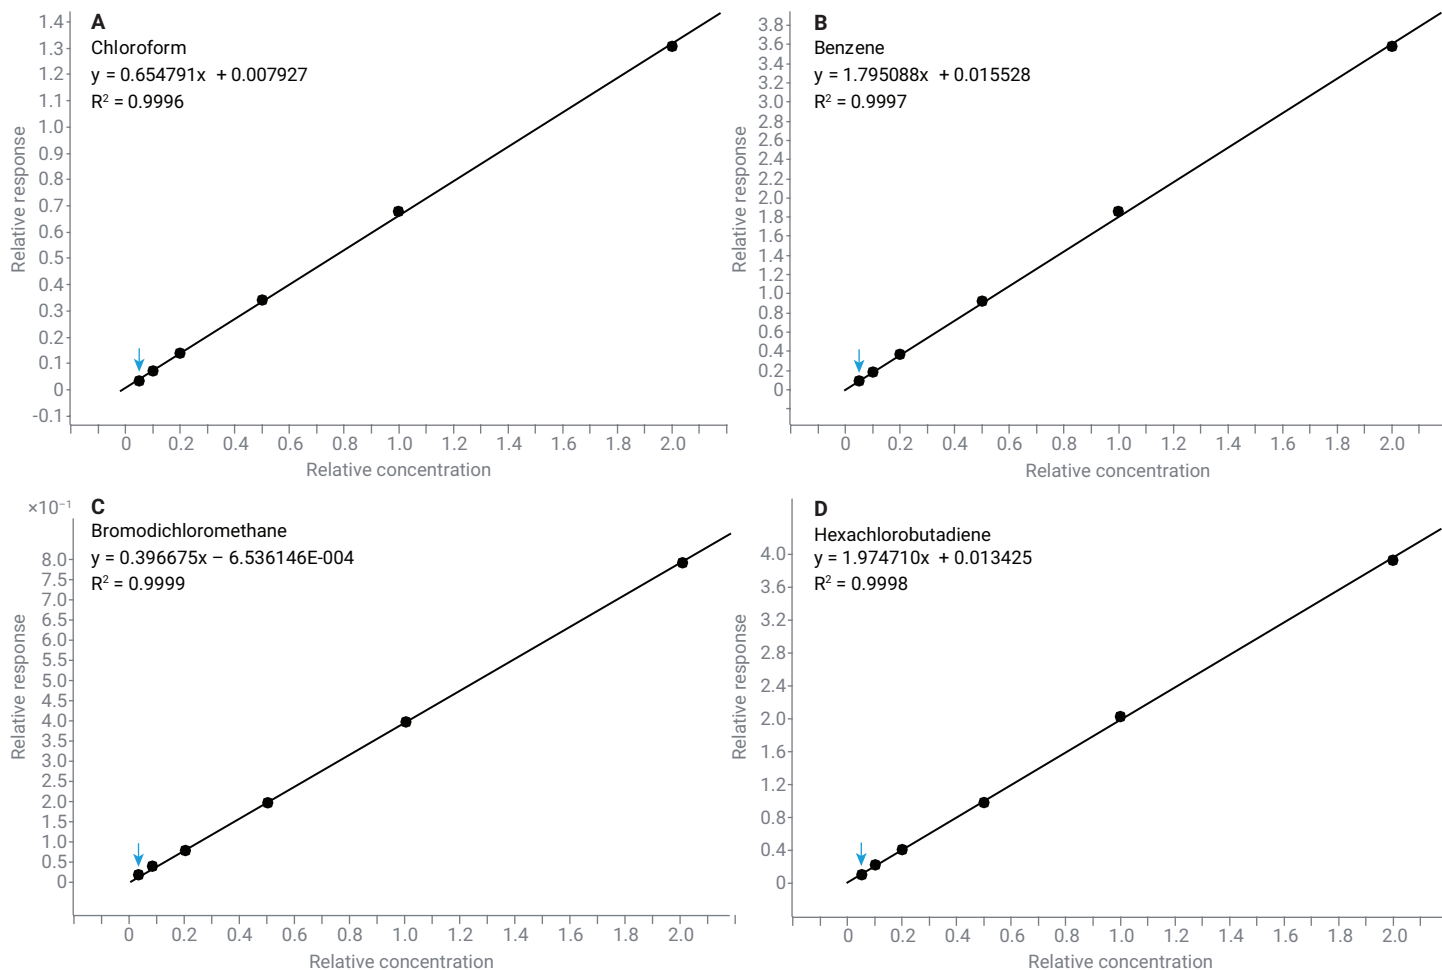 A
Chloroform
y = 0.654791x + 0.007927
R² = 0.9996
Relative response
1.4
1.3
1.2
1.1
1.0
0.9
0.8
0.7
0.6
0.5
0.4
0.3
0.2
0.1
0
-0.1
0 0.2 0.4 0.6 0.8 1.0 1.2 1.4 1.6 1.8 2.0
Relative concentration
B
Benzene
y = 1.795088x + 0.015528
R² = 0.9997
Relative response
3.8
3.6
3.4
3.2
3.0
2.8
2.6
2.4
2.2
2.0
1.8
1.6
1.4
1.2
1.0
0.8
0.6
0.4
0.2
0
0 0.2 0.4 0.6 0.8 1.0 1.2 1.4 1.6 1.8 2.0
Relative concentration
×10⁻¹
C
Bromodichloromethane
y = 0.396675x – 6.536146E-004
R² = 0.9999
Relative response
8.0
7.5
7.0
6.5
6.0
5.5
5.0
4.5
4.0
3.5
3.0
2.5
2.0
1.5
1.0
0.5
0
0 0.2 0.4 0.6 0.8 1.0 1.2 1.4 1.6 1.8 2.0
Relative concentration
D
Hexachlorobutadiene
y = 1.974710x + 0.013425
R² = 0.9998
Relative response
4.0
3.6
3.2
2.8
2.4
2.0
1.6
1.2
0.8
0.4
0
0 0.2 0.4 0.6 0.8 1.0 1.2 1.4 1.6 1.8 2.0
Relative concentration